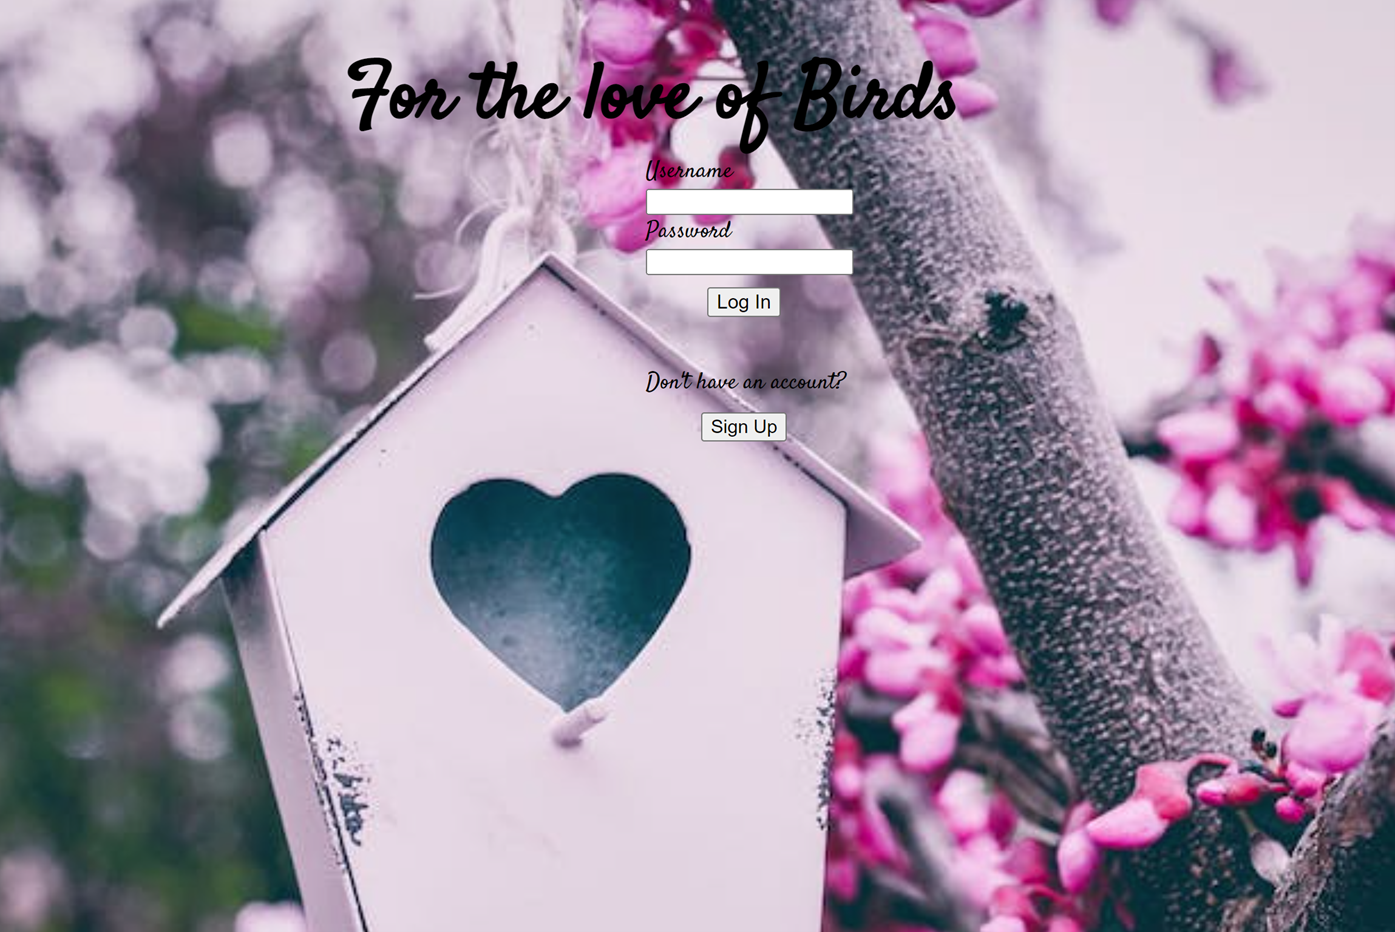 For the love of Birds
Username
Password
Log In
Don't have an account?
Sign Up